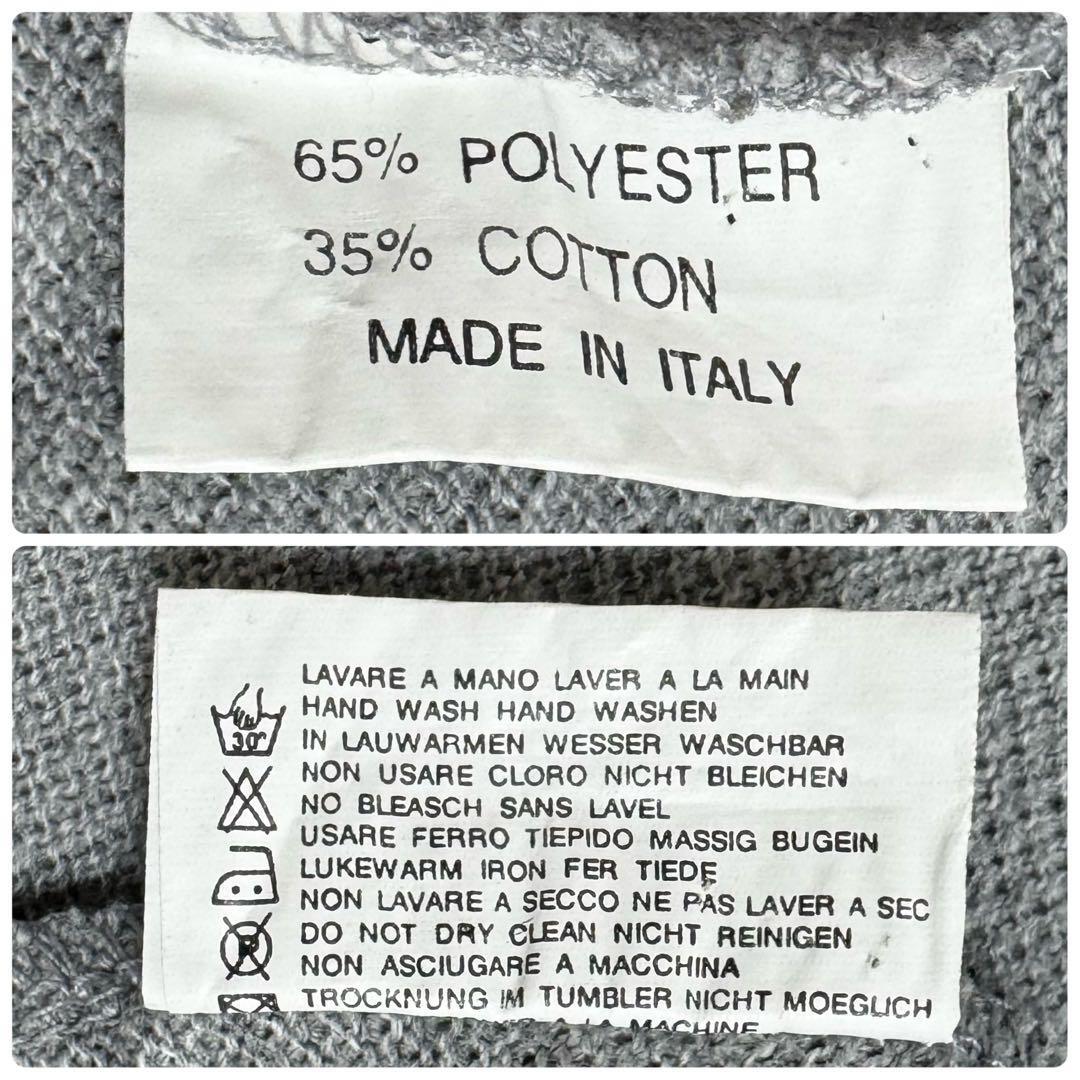 65% POLYESTER
35% COTTON
MADE IN ITALY
LAVARE A MANO LAVER A LA MAIN
HAND WASH HAND WASHEN
30°
IN LAUWARMEN WESSER WASCHBAR
NON USARE CLORO NICHT BLEICHEN
NO BLEASCH SANS LAVEL
USARE FERRO TIEPIDO MASSIG BUGEIN
LUKEWARM IRON FER TIEDE
NON LAVARE A SECCO NE PAS LAVER A SEC
DO NOT DRY CLEAN NICHT REINIGEN
NON ASCIUGARE A MACCHINA
TROCKNUNG IM TUMBLER NICHT MOEGLICH
A LA MACHINE